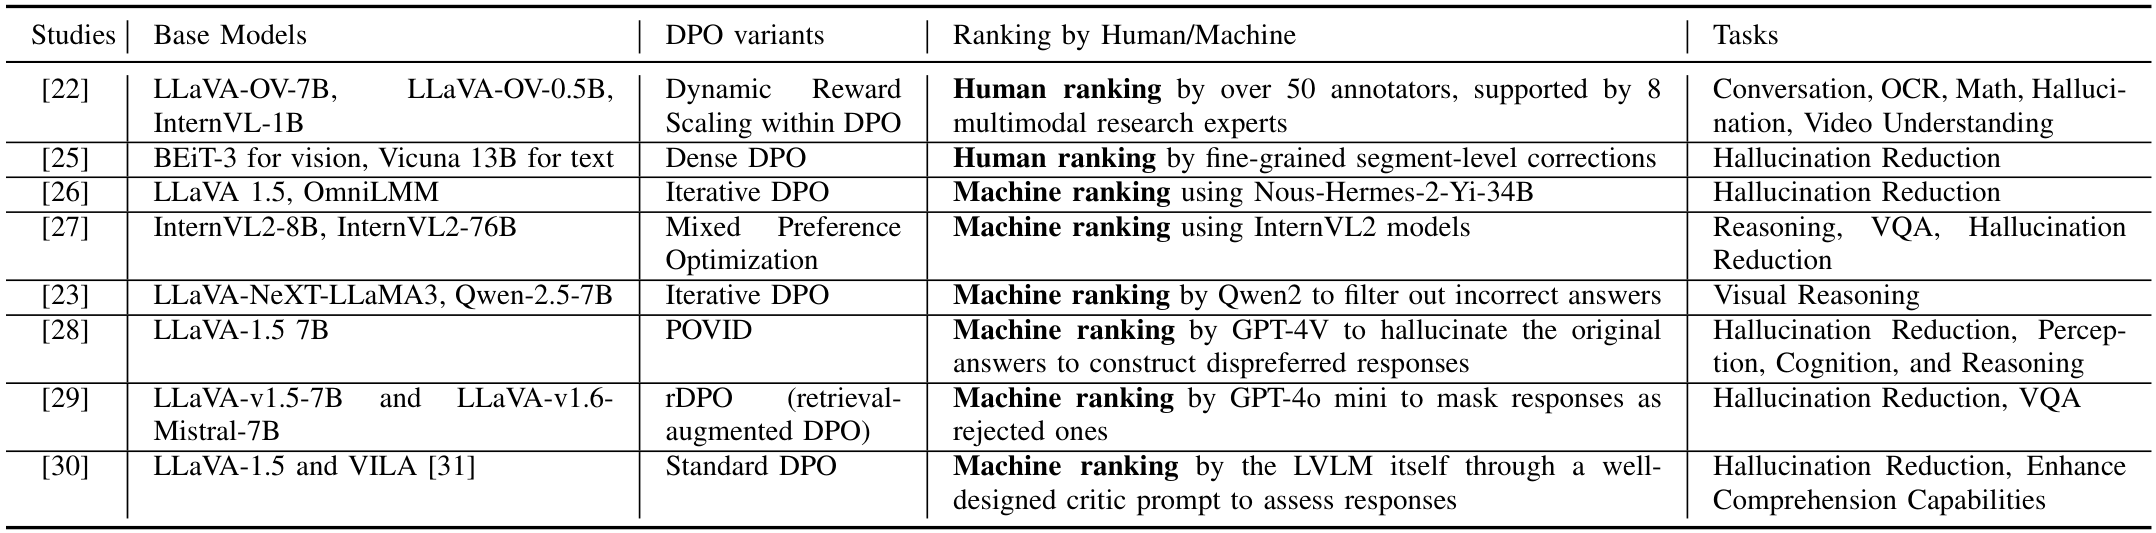 Studies Base Models DPO variants Ranking by Human/Machine Tasks
[22] LLaVA-OV-7B, LLaVA-OV-0.5B, Dynamic Reward Human ranking by over 50 annotators, supported by 8 Conversation, OCR, Math, Halluci-
InternVL-1B Scaling within DPO multimodal research experts nation, Video Understanding
[25] BEiT-3 for vision, Vicuna 13B for text Dense DPO Human ranking by fine-grained segment-level corrections Hallucination Reduction
[26] LLaVA 1.5, OmniLMM Iterative DPO Machine ranking using Nous-Hermes-2-Yi-34B Hallucination Reduction
[27] InternVL2-8B, InternVL2-76B Mixed Preference Machine ranking using InternVL2 models Reasoning, VQA, Hallucination
Optimization Reduction
[23] LLaVA-NeXT-LLaMA3, Qwen-2.5-7B Iterative DPO Machine ranking by Qwen2 to filter out incorrect answers Visual Reasoning
[28] LLaVA-1.5 7B POVID Machine ranking by GPT-4V to hallucinate the original Hallucination Reduction, Percep-
answers to construct dispreferred responses tion, Cognition, and Reasoning
[29] LLaVA-v1.5-7B and LLaVA-v1.6- rDPO (retrieval- Machine ranking by GPT-4o mini to mask responses as Hallucination Reduction, VQA
Mistral-7B augmented DPO) rejected ones
[30] LLaVA-1.5 and VILA [31] Standard DPO Machine ranking by the LVLM itself through a well- Hallucination Reduction, Enhance
designed critic prompt to assess responses Comprehension Capabilities